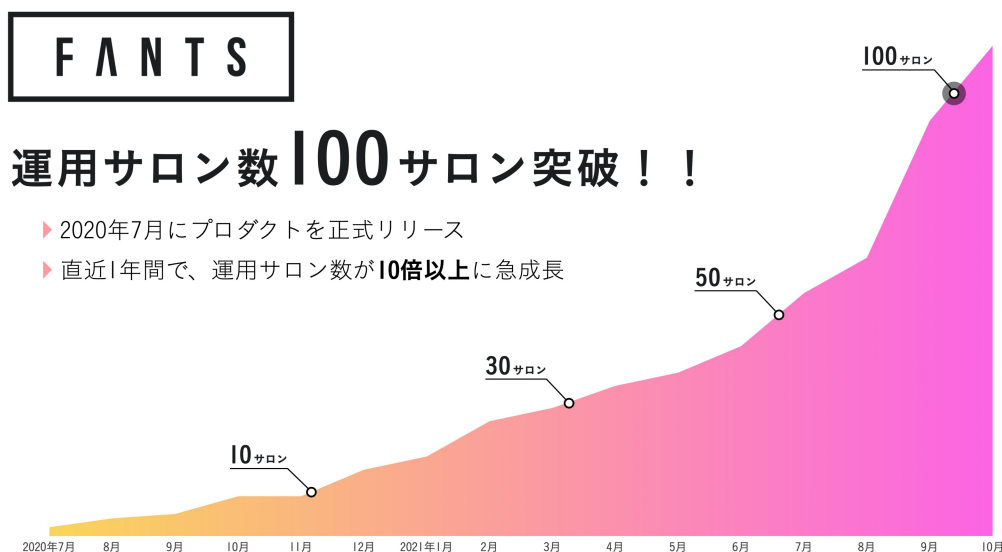 FANTS
運用サロン数100サロン突破！！
2020年7月にプロダクトを正式リリース
直近1年間で、運用サロン数が10倍以上に急成長
100サロン
50サロン
30サロン
10サロン
2020年7月 8月 9月 10月 11月 12月 2021年1月 2月 3月 4月 5月 6月 7月 8月 9月 10月